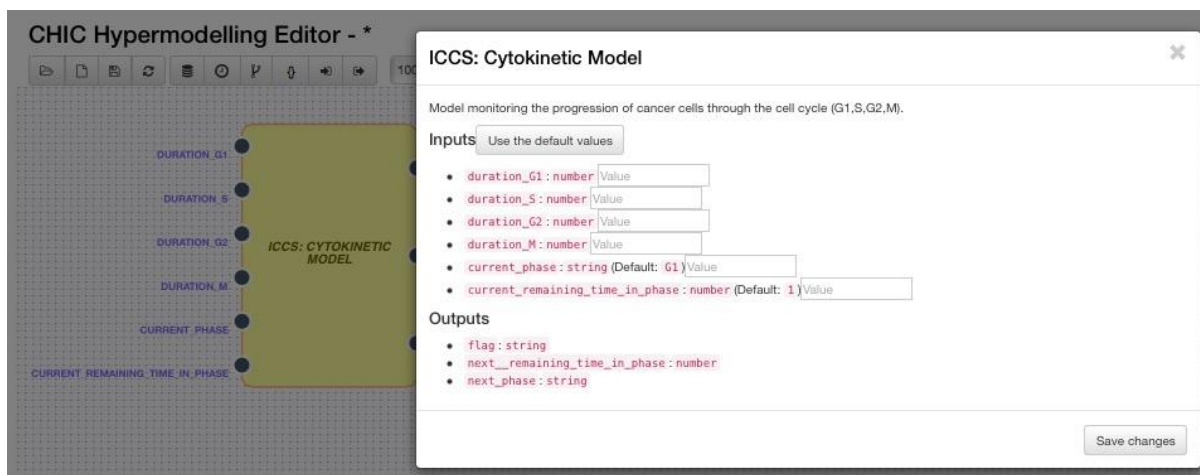 CHIC Hypermodelling Editor - *
100
DURATION_G1
DURATION_S
DURATION_G2
DURATION_M
CURRENT_PHASE
CURRENT_REMAINING_TIME_IN_PHASE
ICCS: CYTOKINETIC
MODEL
ICCS: Cytokinetic Model
×
Model monitoring the progression of cancer cells through the cell cycle (G1,S,G2,M).
Inputs Use the default values
• duration_G1 : number Value
• duration_S : number Value
• duration_G2 : number Value
• duration_M : number Value
• current_phase : string (Default: G1 ) Value
• current_remaining_time_in_phase : number (Default: 1 ) Value
Outputs
• flag : string
• next__remaining_time_in_phase : number
• next_phase : string
Save changes